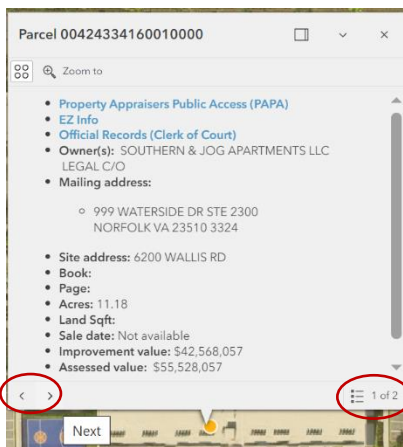 Parcel 00424334160010000
Zoom to
Property Appraisers Public Access (PAPA)
EZ Info
Official Records (Clerk of Court)
Owner(s): SOUTHERN & JOG APARTMENTS LLC
LEGAL C/O
Mailing address:
999 WATERSIDE DR STE 2300
NORFOLK VA 23510 3324
Site address: 6200 WALLIS RD
Book:
Page:
Acres: 11.18
Land Sqft:
Sale date: Not available
Improvement value: $42,568,057
Assessed value: $55,528,057
1 of 2
Next